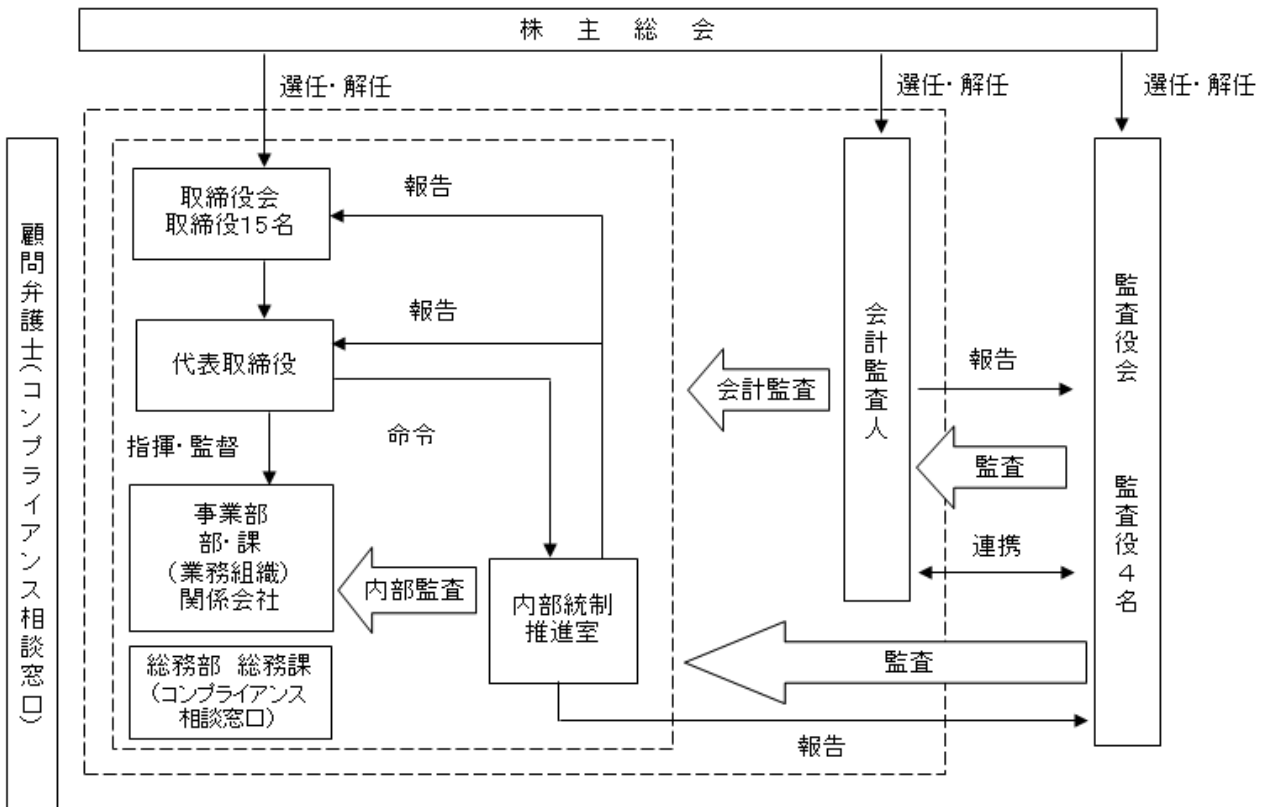 株　主　総　会
選任・解任
選任・解任
選任・解任
顧問弁護士(コンプライアンス相談窓口)
取締役会
取締役15名
報告
代表取締役
報告
指揮・監督
命令
事業部
部・課
(業務組織)
関係会社
内部監査
内部統制
推進室
総務部　総務課
(コンプライアンス
相談窓口)
会計監査
会計監査人
報告
監査
連携
監査
報告
監査役会　監査役4名